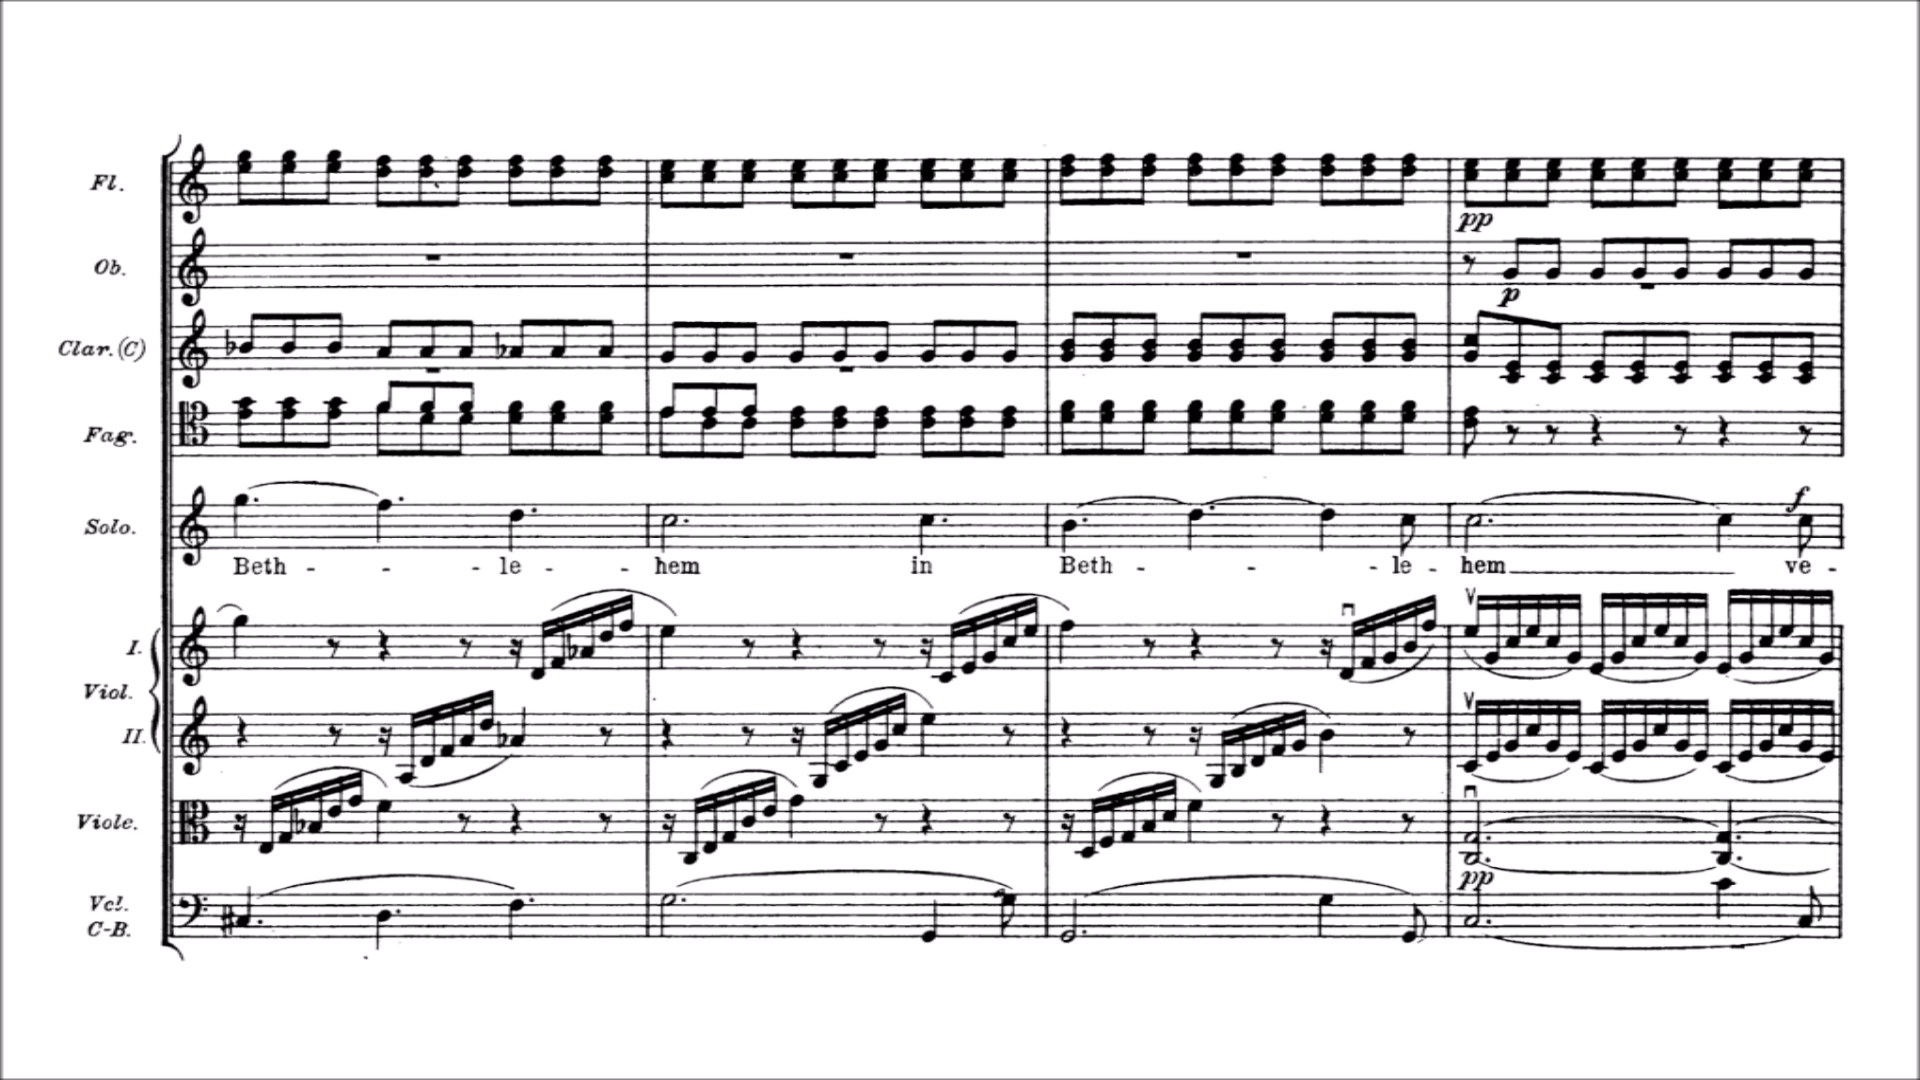 Fl.
pp
Ob.
p
Clar. (C)
Fag.
f
Solo.
Beth - - - le - - hem in Beth - - - le - hem ve -
I.
Viol.
II.
Viole.
pp
Vcl.
C-B.